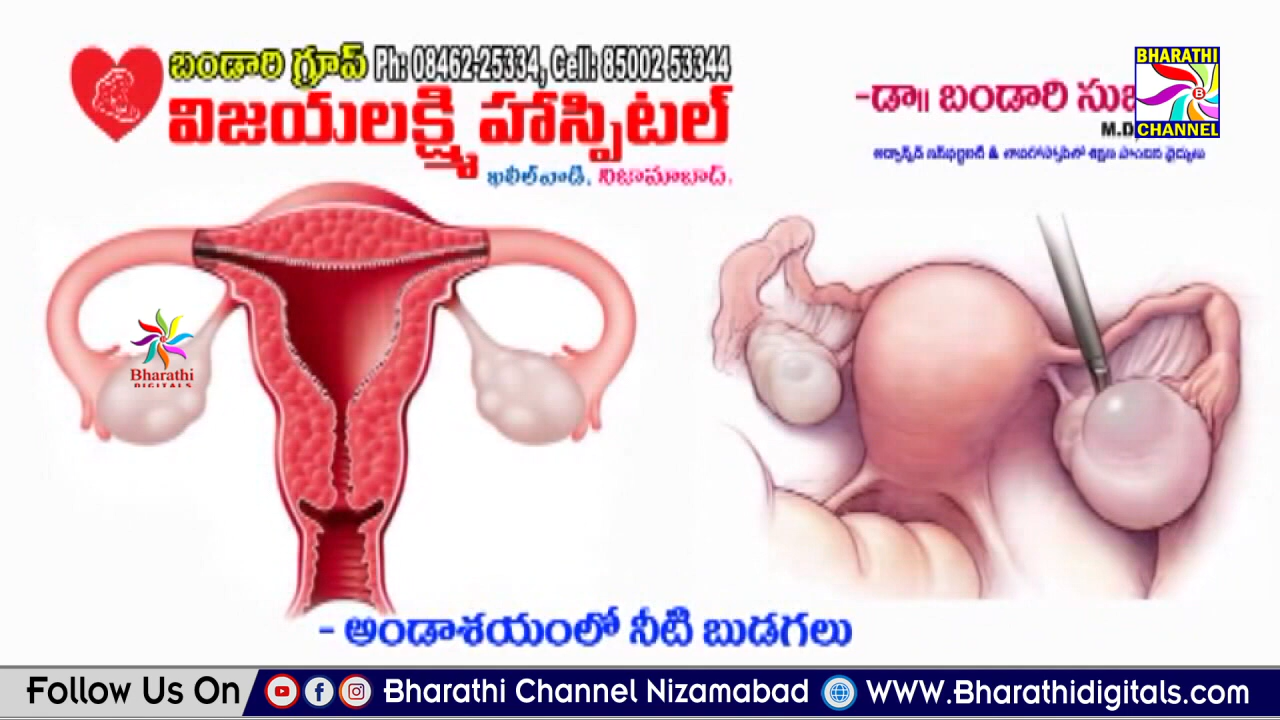 బండారి గ్రూప్ Ph: 08462-25334, Cell: 85002 53344
విజయలక్ష్మి హాస్పిటల్
ఖలీల్‌వాడి, నిజామాబాద్.
-డా|| బండారి
M.D
BHARATHI
B
CHANNEL
Bharathi
DIGITALS
- అండాశయంలో నీటి బుడగలు
Follow Us On Bharathi Channel Nizamabad WWW.Bharathidigitals.com